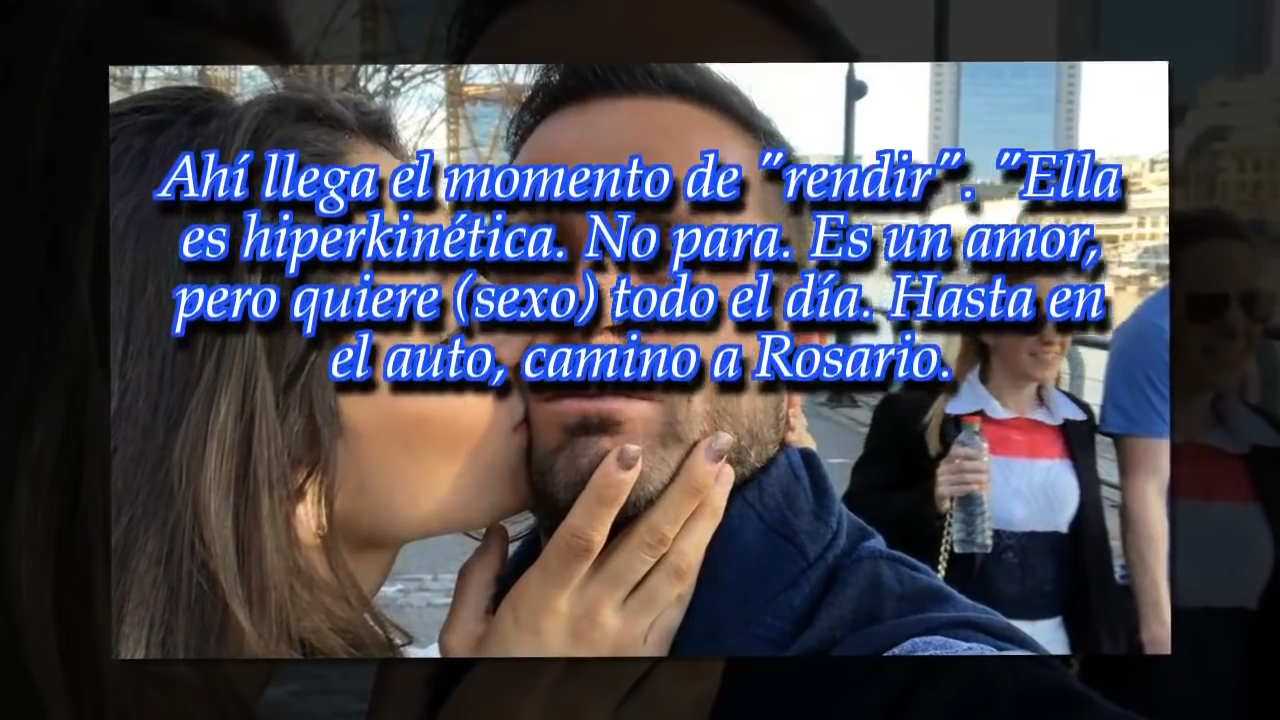 Ahí llega el momento de "rendir". "Ella
es hiperkinética. No para. Es un amor,
pero quiere (sexo) todo el día. Hasta en
el auto, camino a Rosario.